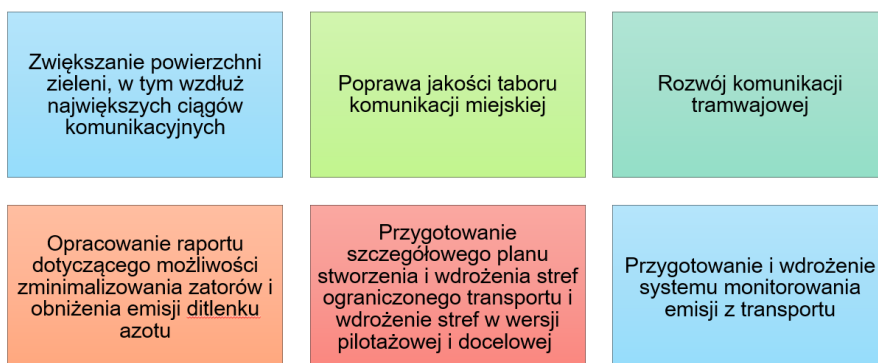 Zwiększanie powierzchni
zieleni, w tym wzdłuż
największych ciągów
komunikacyjnych
Poprawa jakości taboru
komunikacji miejskiej
Rozwój komunikacji
tramwajowej
Opracowanie raportu
dotyczącego możliwości
zminimalizowania zatorów i
obniżenia emisji ditlenku
azotu
Przygotowanie
szczegółowego planu
stworzenia i wdrożenia stref
ograniczonego transportu i
wdrożenie stref w wersji
pilotażowej i docelowej
Przygotowanie i wdrożenie
systemu monitorowania
emisji z transportu